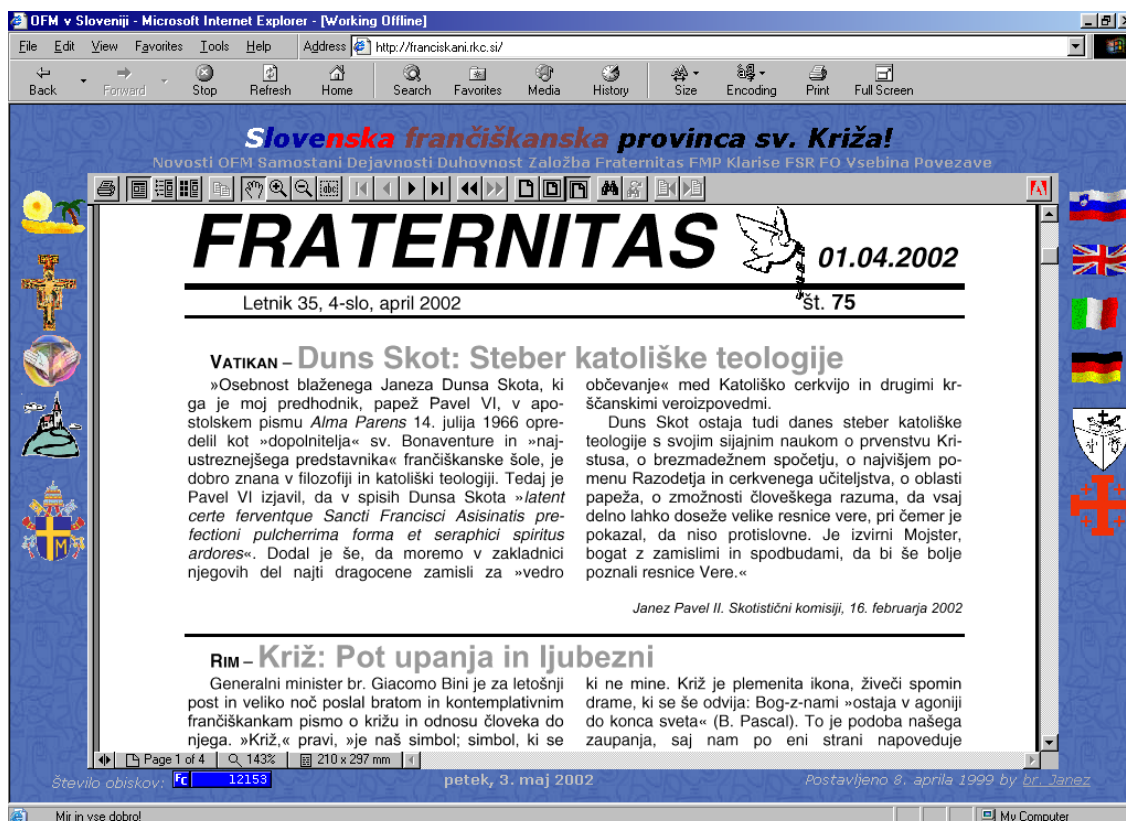 OFM v Sloveniji - Microsoft Internet Explorer - [Working Offline]
File Edit View Favorites Tools Help Address http://franciskani.rkc.si/
Back Forward Stop Refresh Home Search Favorites Media History Size Encoding Print Full Screen
Slovenska frančiškanska provinca sv. Križa!
Novosti OFM Samostani Dejavnosti Duhovnost Založba Fraternitas FMP Klarise FSR FO Vsebina Povezave
FRATERNITAS
01.04.2002
Letnik 35, 4-slo, april 2002
št. 75
VATIKAN – Duns Skot: Steber katoliške teologije
»Osebnost blaženega Janeza Dunsa Skota, ki
ga je moj predhodnik, papež Pavel VI, v apo-
stolskem pismu Alma Parens 14. julija 1966 opre-
delil kot »dopolnitelja« sv. Bonaventure in »naj-
ustreznejšega predstavnika« frančiškanske šole, je
dobro znana v filozofiji in katoliški teologiji. Tedaj je
Pavel VI izjavil, da v spisih Dunsa Skota »latent
certe ferventque Sancti Francisci Asisinatis pre-
fectioni pulcherrima forma et seraphici spiritus
ardores«. Dodal je še, da moremo v zakladnici
njegovih del najti dragocene zamisli za »vedro
občevanje« med Katoliško cerkvijo in drugimi kr-
ščanskimi veroizpovedmi.
Duns Skot ostaja tudi danes steber katoliške
teologije s svojim sijajnim naukom o prvenstvu Kri-
stusa, o brezmadežnem spočetju, o najvišjem po-
menu Razodetja in cerkvenega učiteljstva, o oblasti
papeža, o zmožnosti človeškega razuma, da vsaj
delno lahko doseže velike resnice vere, pri čemer je
pokazal, da niso protislovne. Je izvirni Mojster,
bogat z zamislimi in spodbudami, da bi še bolje
poznali resnice Vere.«
Janez Pavel II. Skotistični komisiji, 16. februarja 2002
RIM – Križ: Pot upanja in ljubezni
Generalni minister br. Giacomo Bini je za letošnji
post in veliko noč poslal bratom in kontemplativnim
frančiškankam pismo o križu in odnosu človeka do
njega. »Križ,« pravi, »je naš simbol; simbol, ki se
ki ne mine. Križ je plemenita ikona, živeči spomin
drame, ki se še odvija: Bog-z-nami »ostaja v agoniji
do konca sveta« (B. Pascal). To je podoba našega
zaupanja, saj nam po eni strani napoveduje
Page 1 of 4 143% 210 x 297 mm
Število obiskov: FC 12153 petek, 3. maj 2002 Postavljeno 8. aprila 1999 by br. Janez
Mir in vse dobro! My Computer